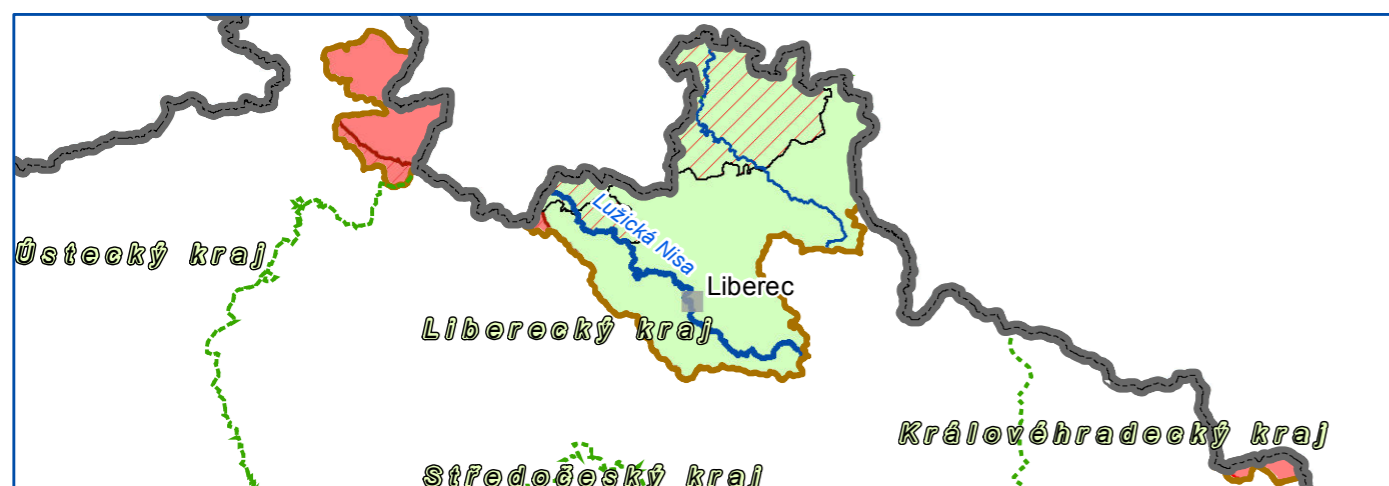 Lužická Nisa
Ústecký kraj
Liberec
Liberecký kraj
Královéhradecký kraj
Středočeský kraj